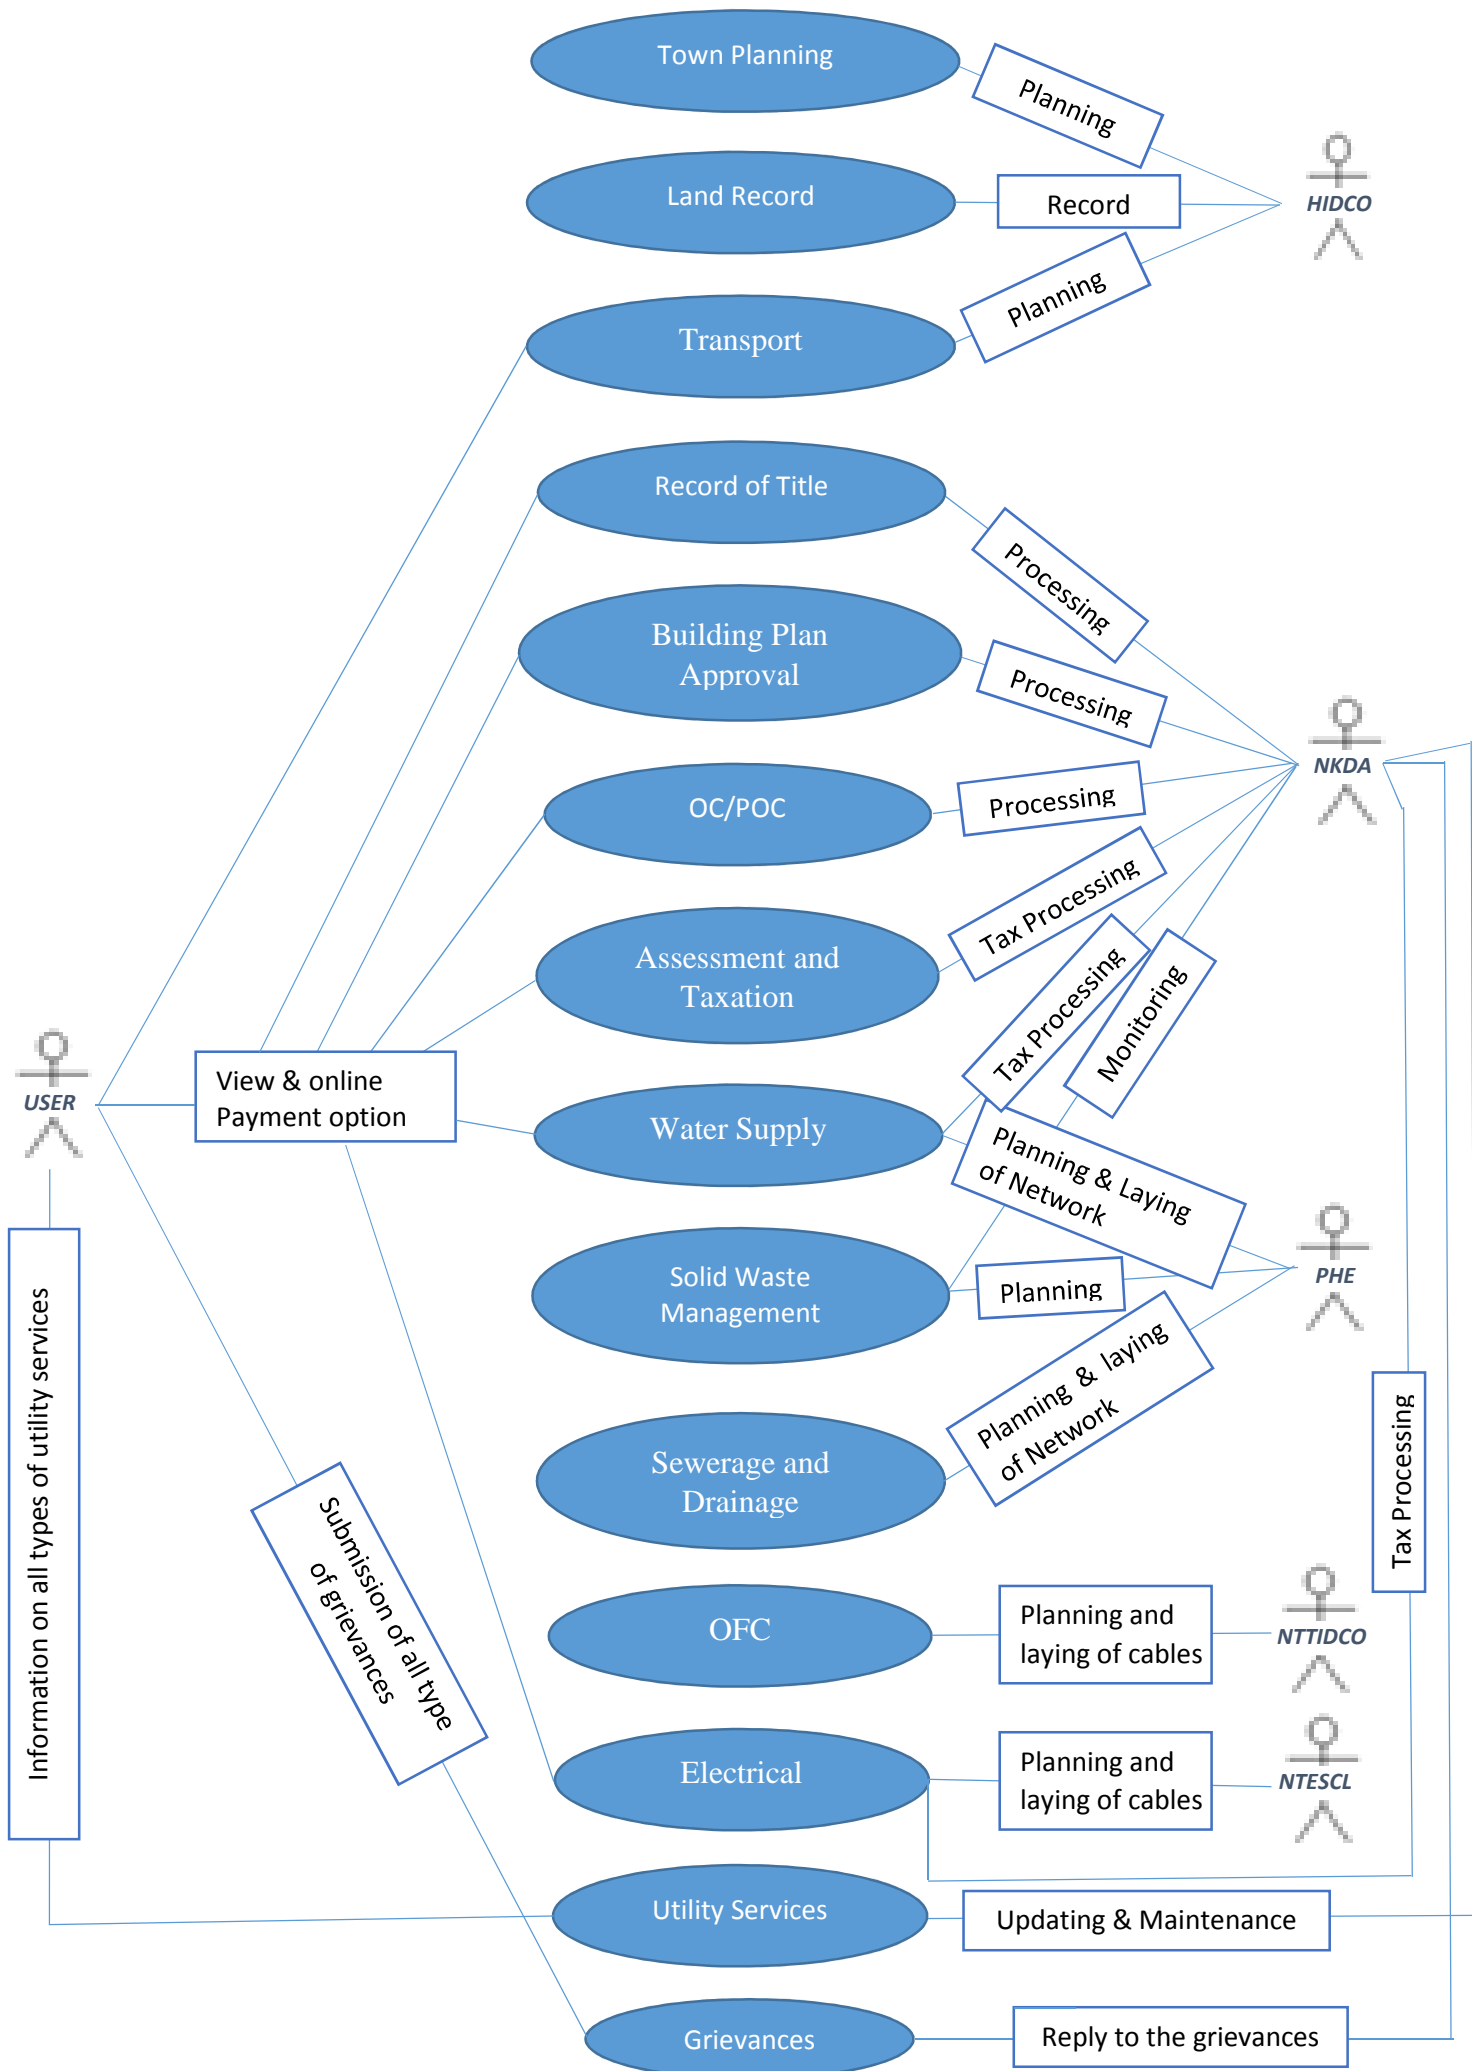 Town Planning
Planning
Land Record
Record
HIDCO
Transport
Planning
Record of Title
Processing
Building Plan
Approval
Processing
NKDA
OC/POC
Processing
Assessment and
Taxation
Tax Processing
Tax Processing
Monitoring
View & online
Payment option
USER
Water Supply
Planning & Laying
of Network
Solid Waste
Management
Planning
PHE
Information on all types of utility services
Planning & laying
of Network
Sewerage and
Drainage
Tax Processing
Submission of all type
of grievances
OFC
Planning and
laying of cables
NTTIDCO
Electrical
Planning and
laying of cables
NTESCL
Utility Services
Updating & Maintenance
Grievances
Reply to the grievances